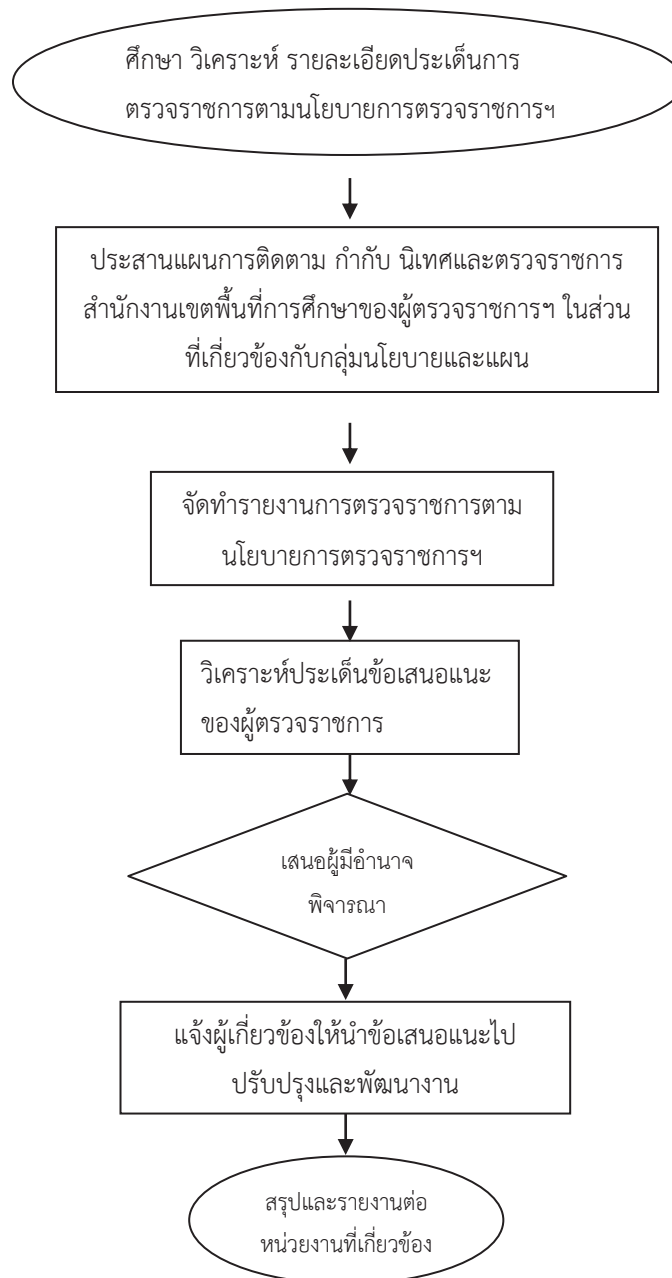 ศึกษา วิเคราะห์ รายละเอียดประเด็นการ
ตรวจราชการตามนโยบายการตรวจราชการฯ
ประสานแผนการติดตาม กำกับ นิเทศและตรวจราชการ
สำนักงานเขตพื้นที่การศึกษาของผู้ตรวจราชการฯ ในส่วน
ที่เกี่ยวข้องกับกลุ่มนโยบายและแผน
จัดทำรายงานการตรวจราชการตาม
นโยบายการตรวจราชการฯ
วิเคราะห์ประเด็นข้อเสนอแนะ
ของผู้ตรวจราชการ
เสนอผู้มีอำนาจ
พิจารณา
แจ้งผู้เกี่ยวข้องให้นำข้อเสนอแนะไป
ปรับปรุงและพัฒนางาน
สรุปและรายงานต่อ
หน่วยงานที่เกี่ยวข้อง